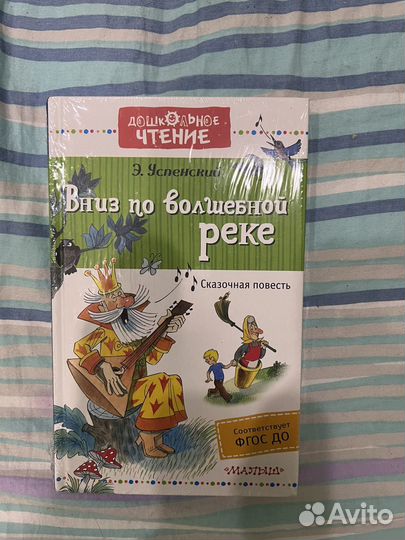 ДОШКОЛЬНОЕ
ЧТЕНИЕ
Э. Успенский
Вниз по волшебной
реке
Сказочная повесть
Соответствует
ФГОС ДО
«МАЛЫШ»
Avito